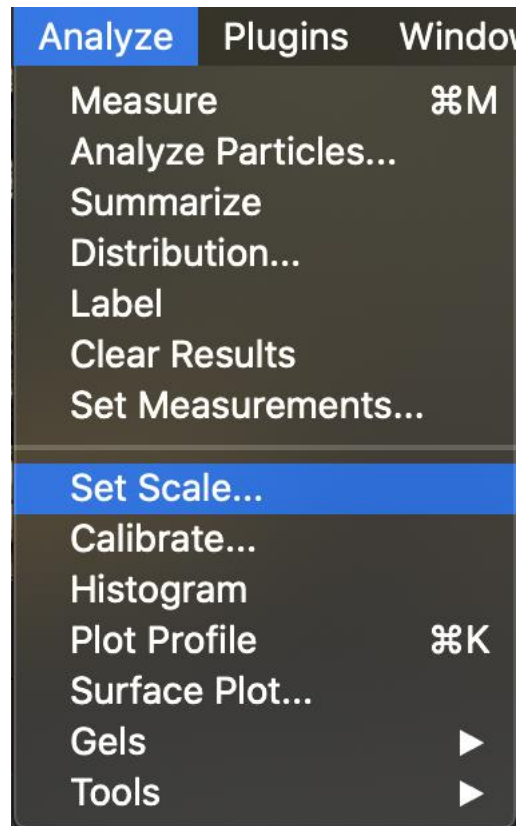 Analyze Plugins Window
Measure ⌘M
Analyze Particles...
Summarize
Distribution...
Label
Clear Results
Set Measurements...
Set Scale...
Calibrate...
Histogram
Plot Profile ⌘K
Surface Plot...
Gels ▶
Tools ▶